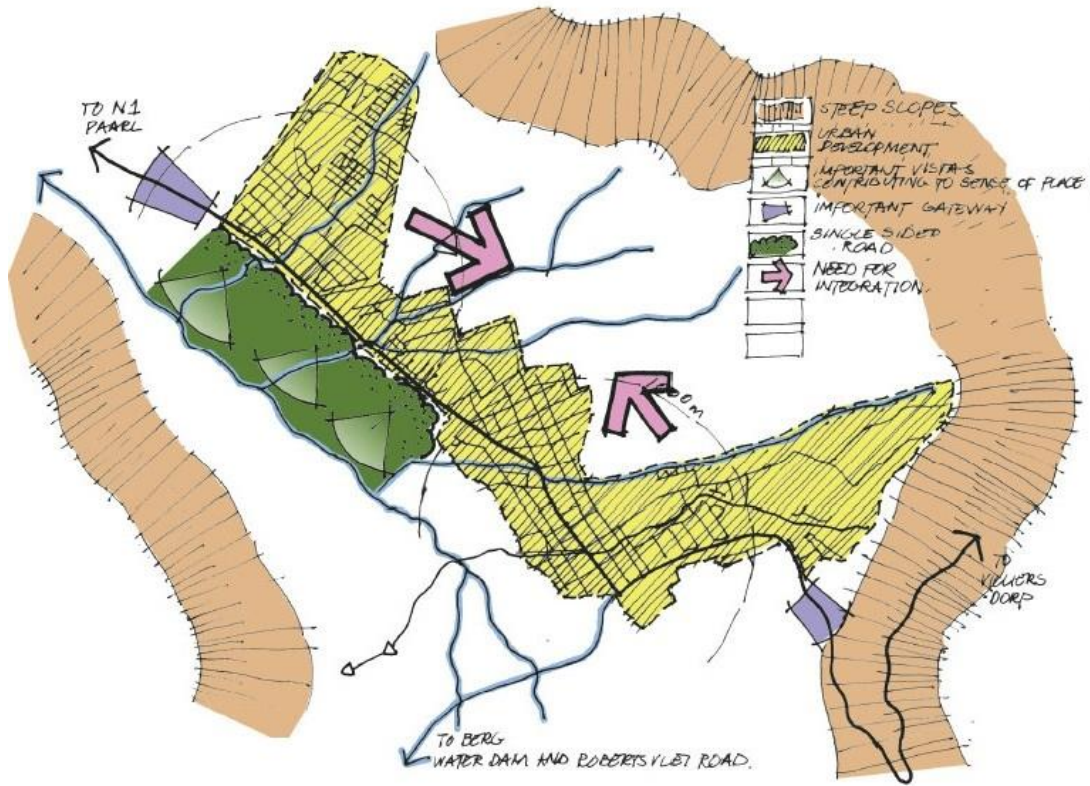 TO N1
PAARL
STEEP SLOPES
URBAN
DEVELOPMENT
IMPORTANT VISTAS
CONTRIBUTING TO SENSE OF PLACE
IMPORTANT GATEWAY
SINGLE SIDED
ROAD
NEED FOR
INTEGRATION
TO
VILLIERS
DORP
TO BERG
WATER DAM AND ROBERTSVLEI ROAD.